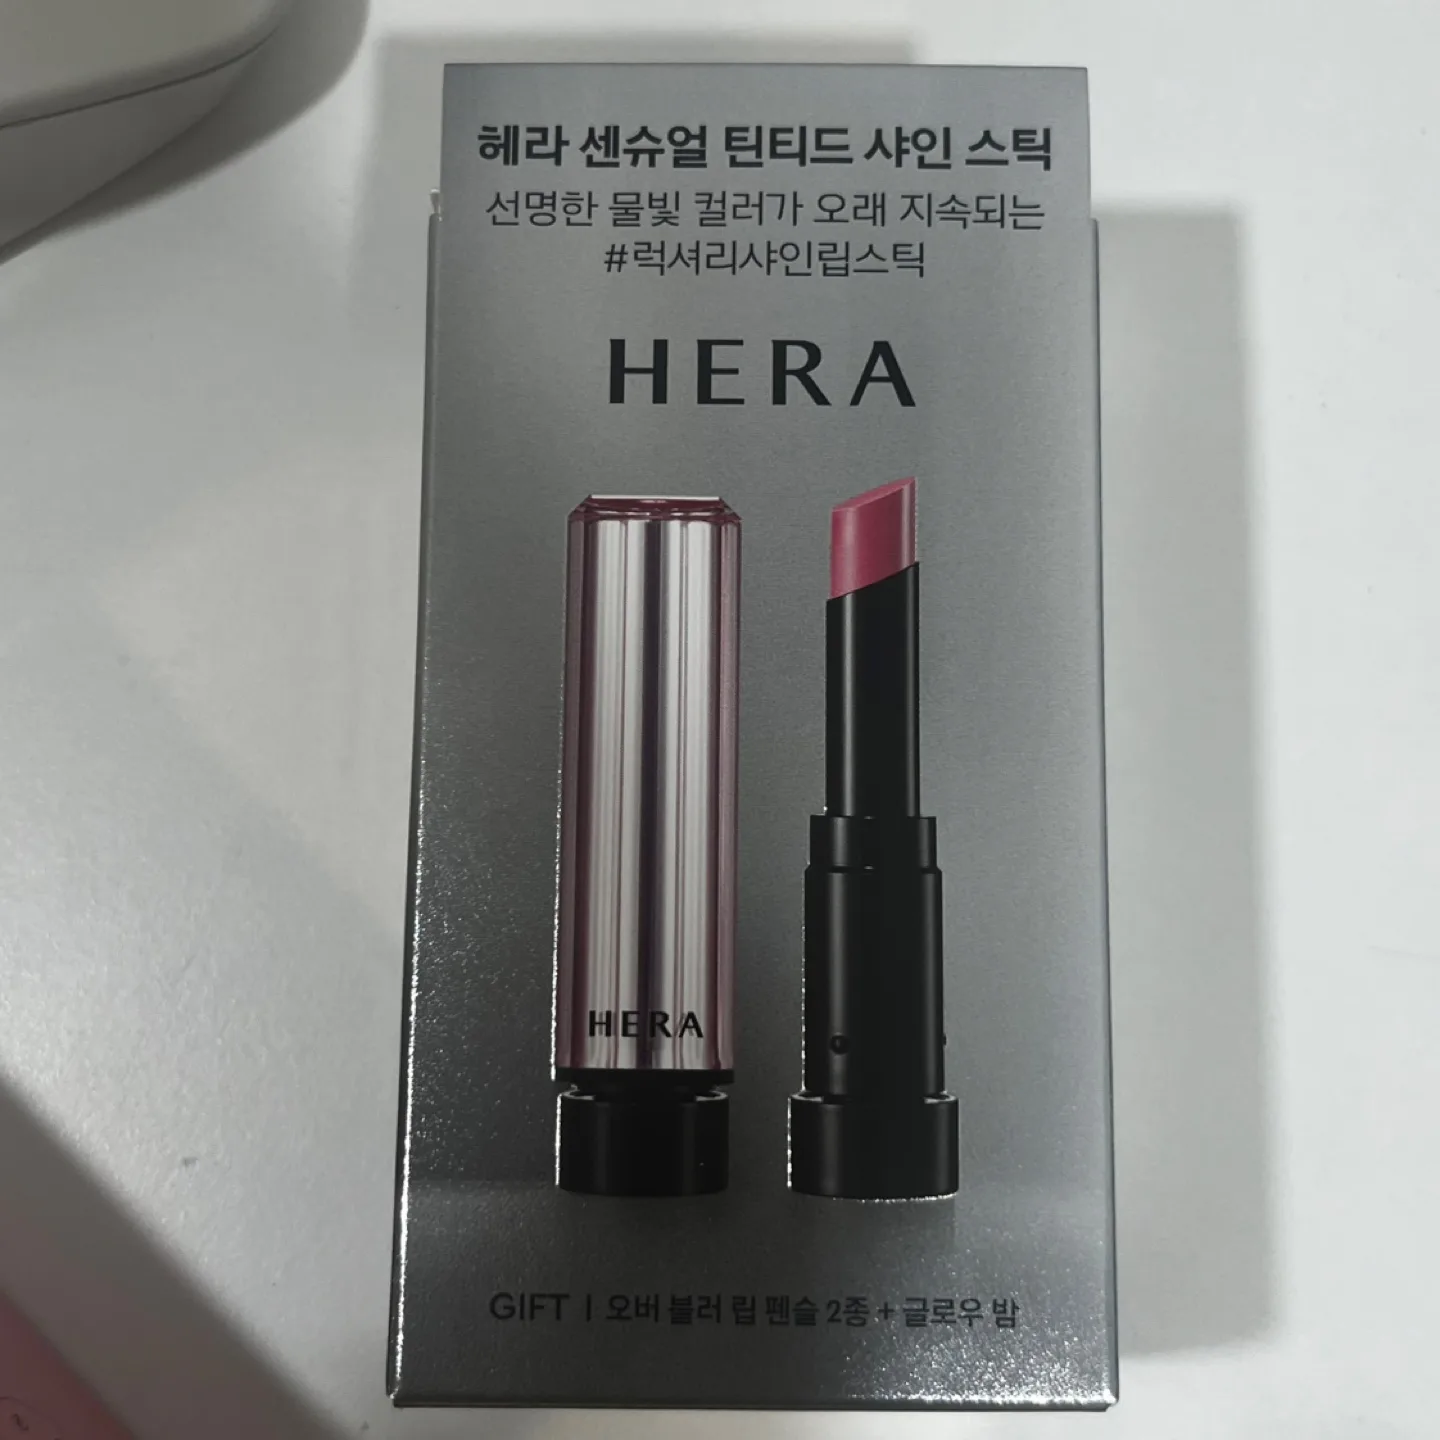 헤라 센슈얼 틴티드 샤인 스틱
선명한 물빛 컬러가 오래 지속되는
#럭셔리샤인립스틱
HERA
HERA
GIFT | 오버 블러 립 펜슬 2종 + 글로우 밤